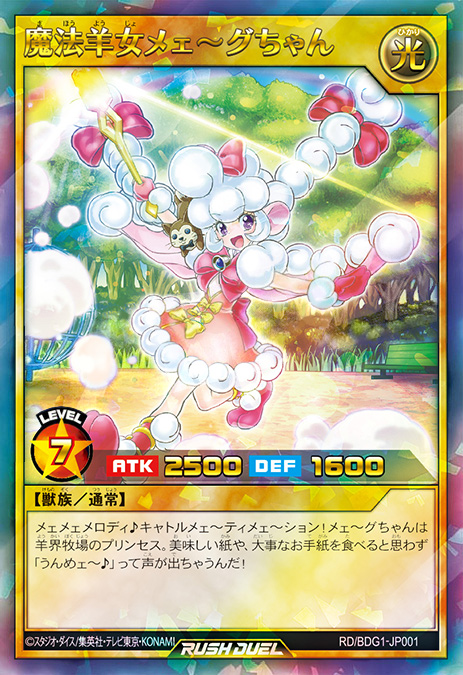 魔法羊女メェ～グちゃん
光
LEVEL
7
ATK 2500 DEF 1600
【獣族／通常】
メェメェメロディ♪キャトルメェ～ティメェ～ション！メェ～グちゃんは
羊界牧場のプリンセス。美味しい紙や、大事なお手紙を食べると思わず
「うんめェ～♪」って声が出ちゃうんだ！
©スタジオ・ダイス/集英社・テレビ東京・KONAMI
RUSH DUEL
RD/BDG1-JP001